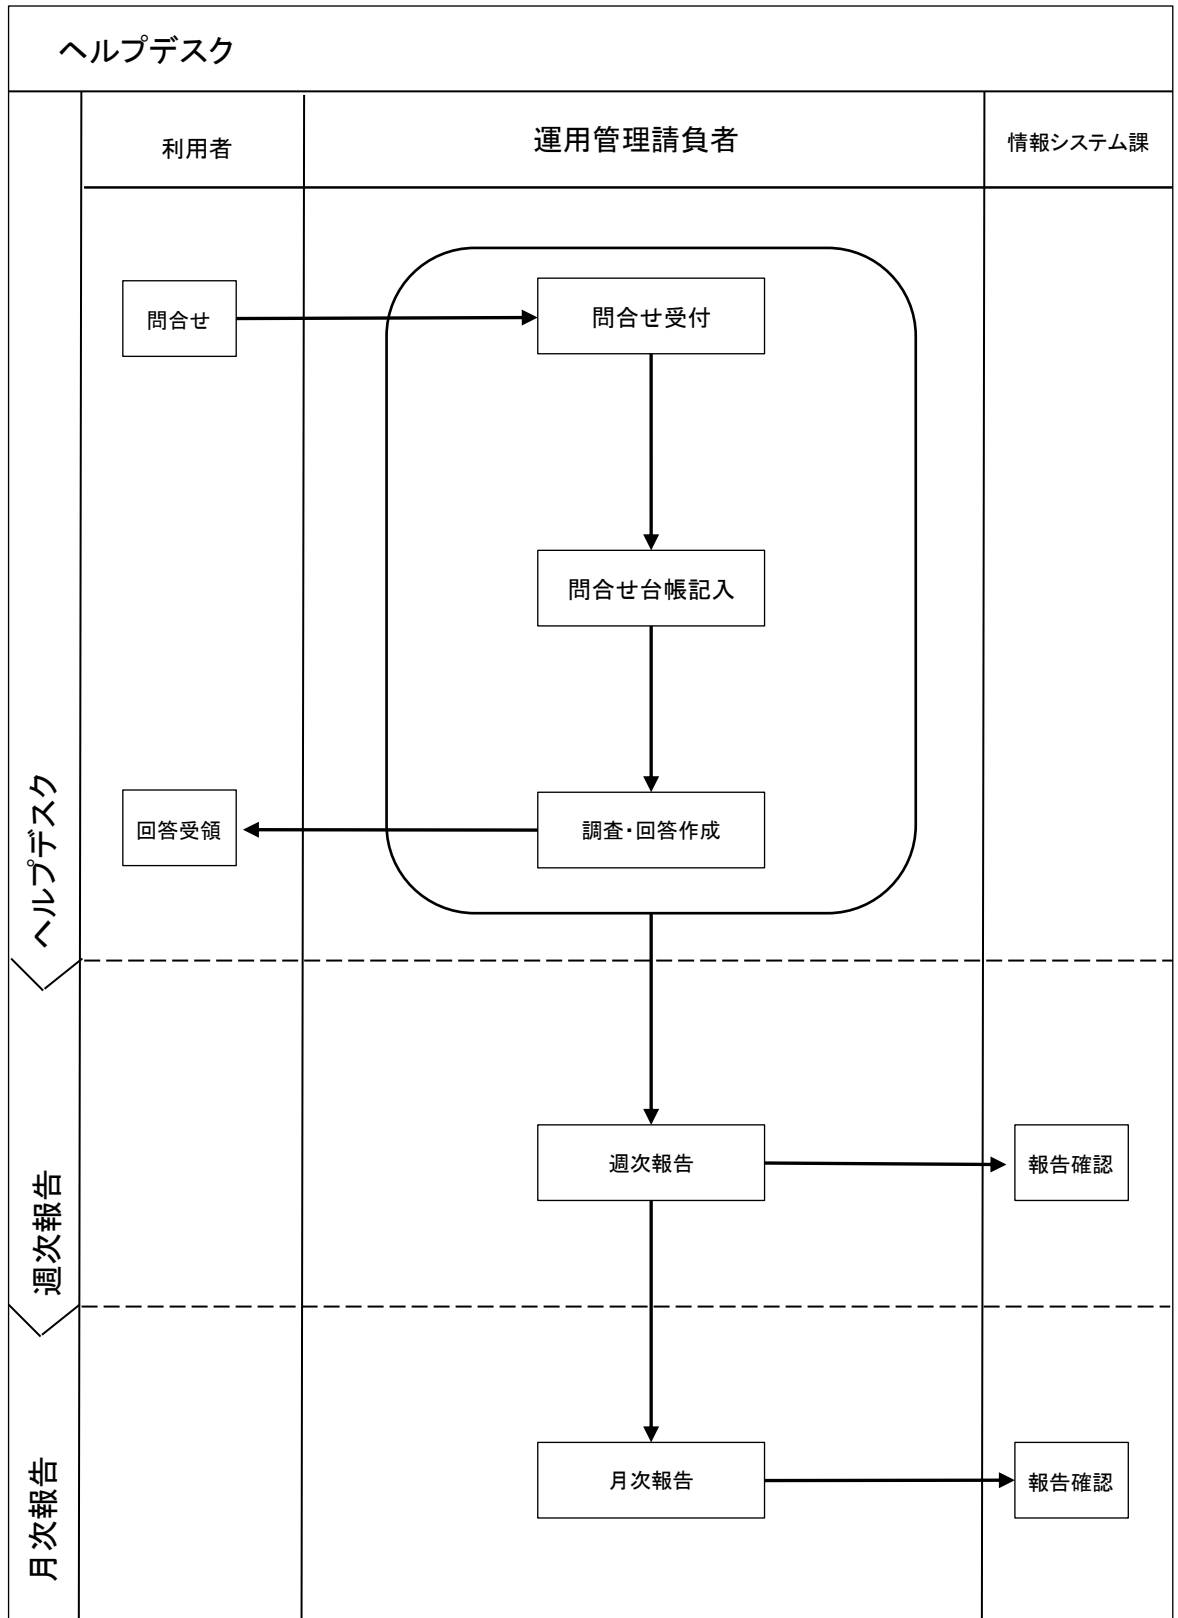 ヘルプデスク
利用者
運用管理請負者
情報システム課
問合せ
問合せ受付
問合せ台帳記入
回答受領
調査・回答作成
ヘルプデスク
週次報告
報告確認
週次報告
月次報告
報告確認
月次報告